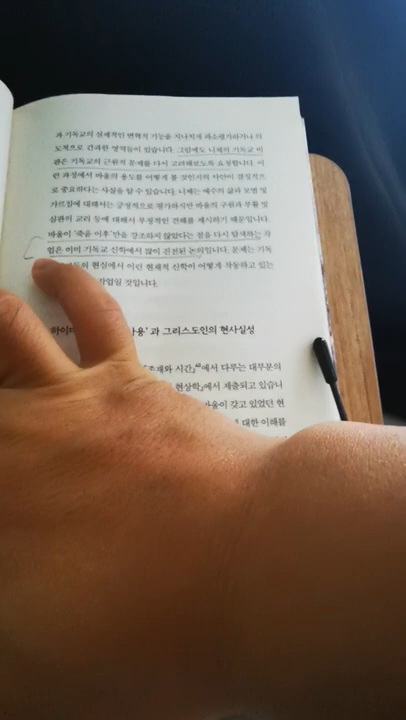 과 기독교의 실제적인 변혁적 기능을 지나치게 과소평가하거나 의
도적으로 간과한 영역들이 있습니다. 그럼에도 니체의 기독교 비
판은 기독교의 근원적 문제를 다시 고려해보도록 요청합니다. 이
런 과정에서 바울의 용도를 어떻게 볼 것인지의 사안이 결정적으
로 중요하다는 사실을 알 수 있습니다. 니체는 예수의 삶과 모범 및
가르침에 대해서는 긍정적으로 평가하지만 바울의 구원과 부활 및
심판의 교리 등에 대해서 부정적인 견해를 제시하기 때문입니다.
바울이 '죽음 이후'만을 강조하지 않았다는 점을 다시 탐색하는 작
업은 이미 기독교 신학에서 많이 진전된 논의입니다. 문제는 기독
현실에서 이런 현재적 신학이 어떻게 작동하고 있는
작업일 것입니다.
하이 사용'과 그리스도인의 현사실성
『존재와 시간』에서 다루는 대부분의
현상학』에서 제출되고 있습니
바울이 갖고 있었던 현
대한 이해를